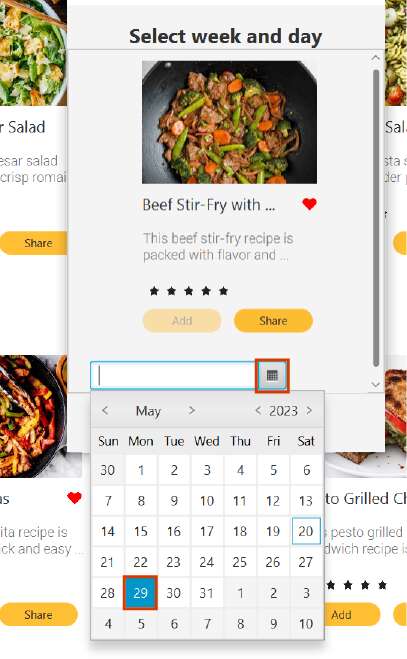 Select week and day
r Salad
esar salad
crisp romai
Share
Beef Stir-Fry with ...
This beef stir-fry recipe is
packed with flavor and ...
Add
Share
Sala
pasta s
der p
May
2023
Sun Mon Tue Wed Thu Fri Sat
30 1 2 3 4 5 6
7 8 9 10 11 12 13
14 15 16 17 18 19 20
21 22 23 24 25 26 27
28 29 30 31 1 2 3
4 5 6 7 8 9 10
as
ita recipe is
ck and easy ...
Share
to Grilled Ch
s pesto grilled
dwich recipe is
Add